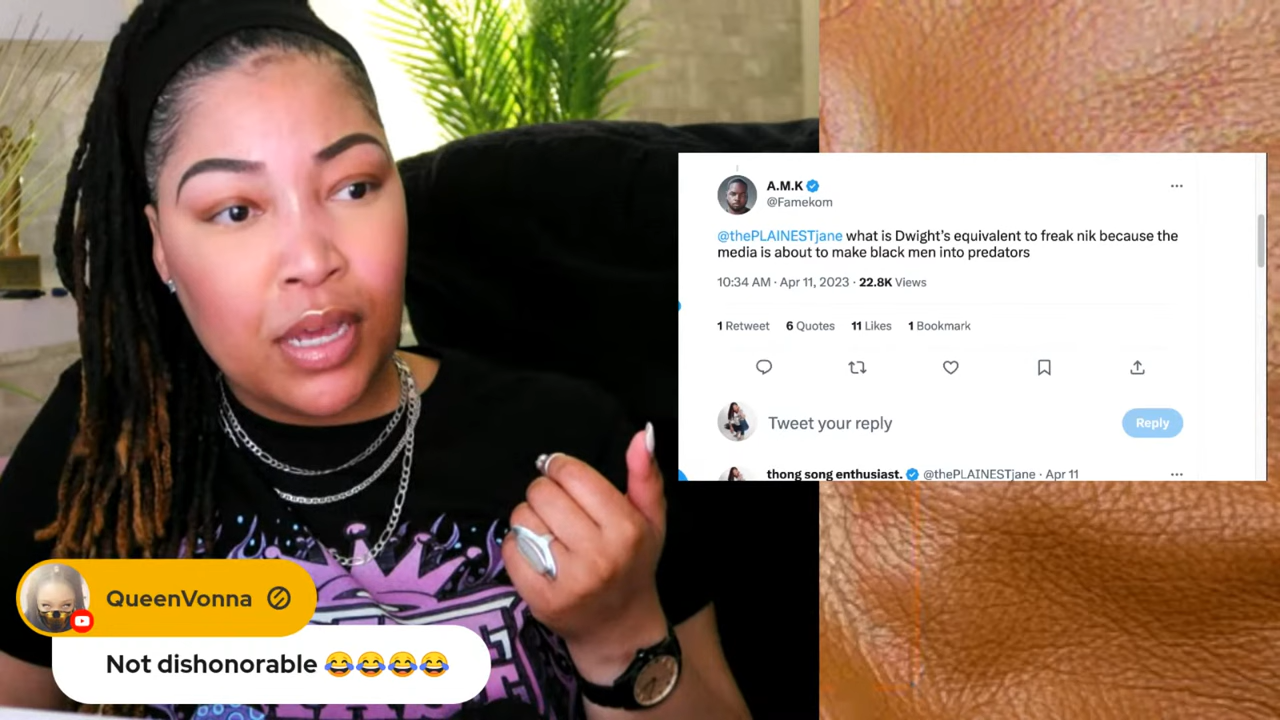 A.M.K
@Famekom
@thePLAINESTjane what is Dwight's equivalent to freak nik because the
media is about to make black men into predators
10:34 AM · Apr 11, 2023 · 22.8K Views
1 Retweet 6 Quotes 11 Likes 1 Bookmark
Tweet your reply
Reply
thong song enthusiast. @thePLAINESTjane · Apr 11
QueenVonna
Not dishonorable 😂😂😂😂